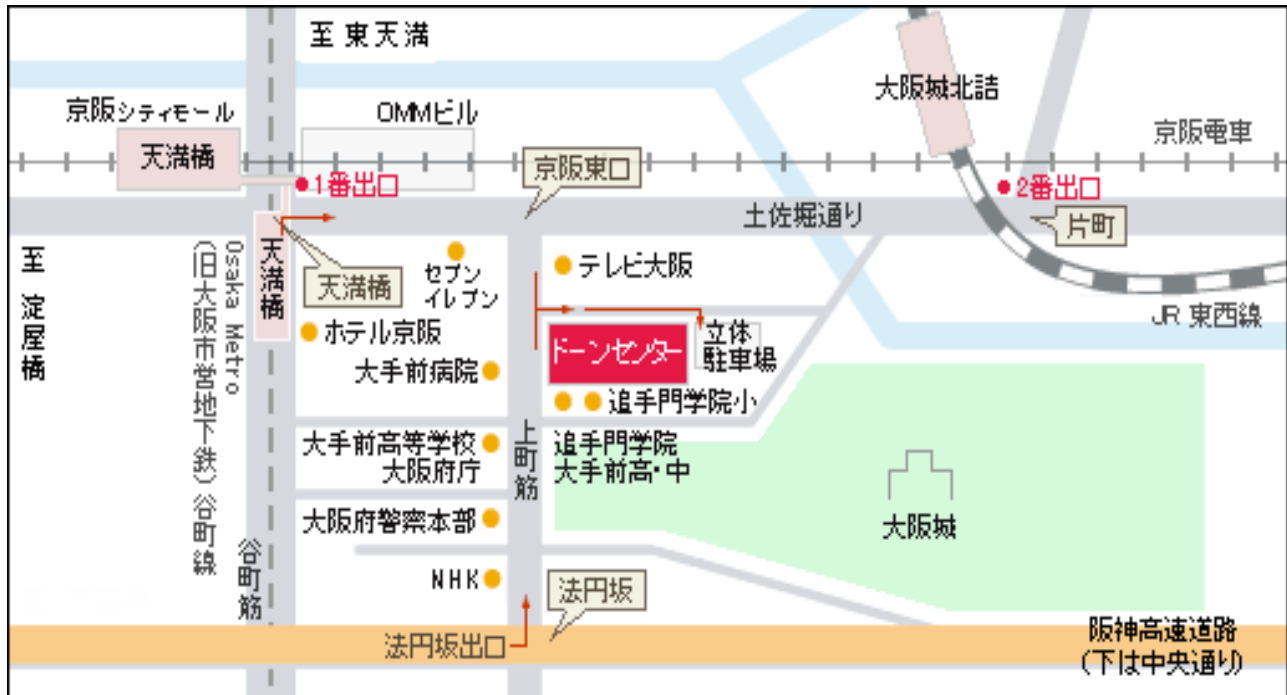 至 東天満
大阪城北詰
京阪シティモール
OMMビル
京阪電車
天満橋
京阪東口
1番出口
2番出口
土佐堀通り
片町
至 淀屋橋
Osaka Metro
(旧大阪市営地下鉄)谷町線
天満橋
天満橋
セブン
イレブン
テレビ大阪
JR 東西線
ホテル京阪
ドーンセンター
立体
駐車場
大手前病院
追手門学院小
大手前高等学校
大阪府庁
上町筋
追手門学院
大手前高・中
大阪城
大阪府警察本部
谷町筋
NHK
法円坂
法円坂出口
阪神高速道路
(下は中央通り)